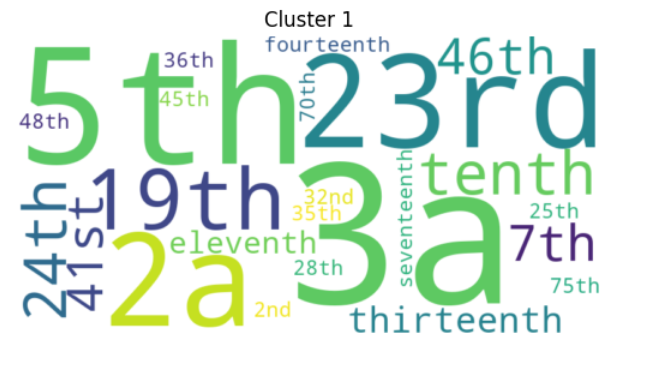 Cluster 1
fourteenth
5th
36th
45th
48th
70th
23rd
46th
24th
41st
19th
32nd
35th
3a
seventeenth
tenth
25th
7th
75th
eleventh
28th
2a
2nd
thirteenth